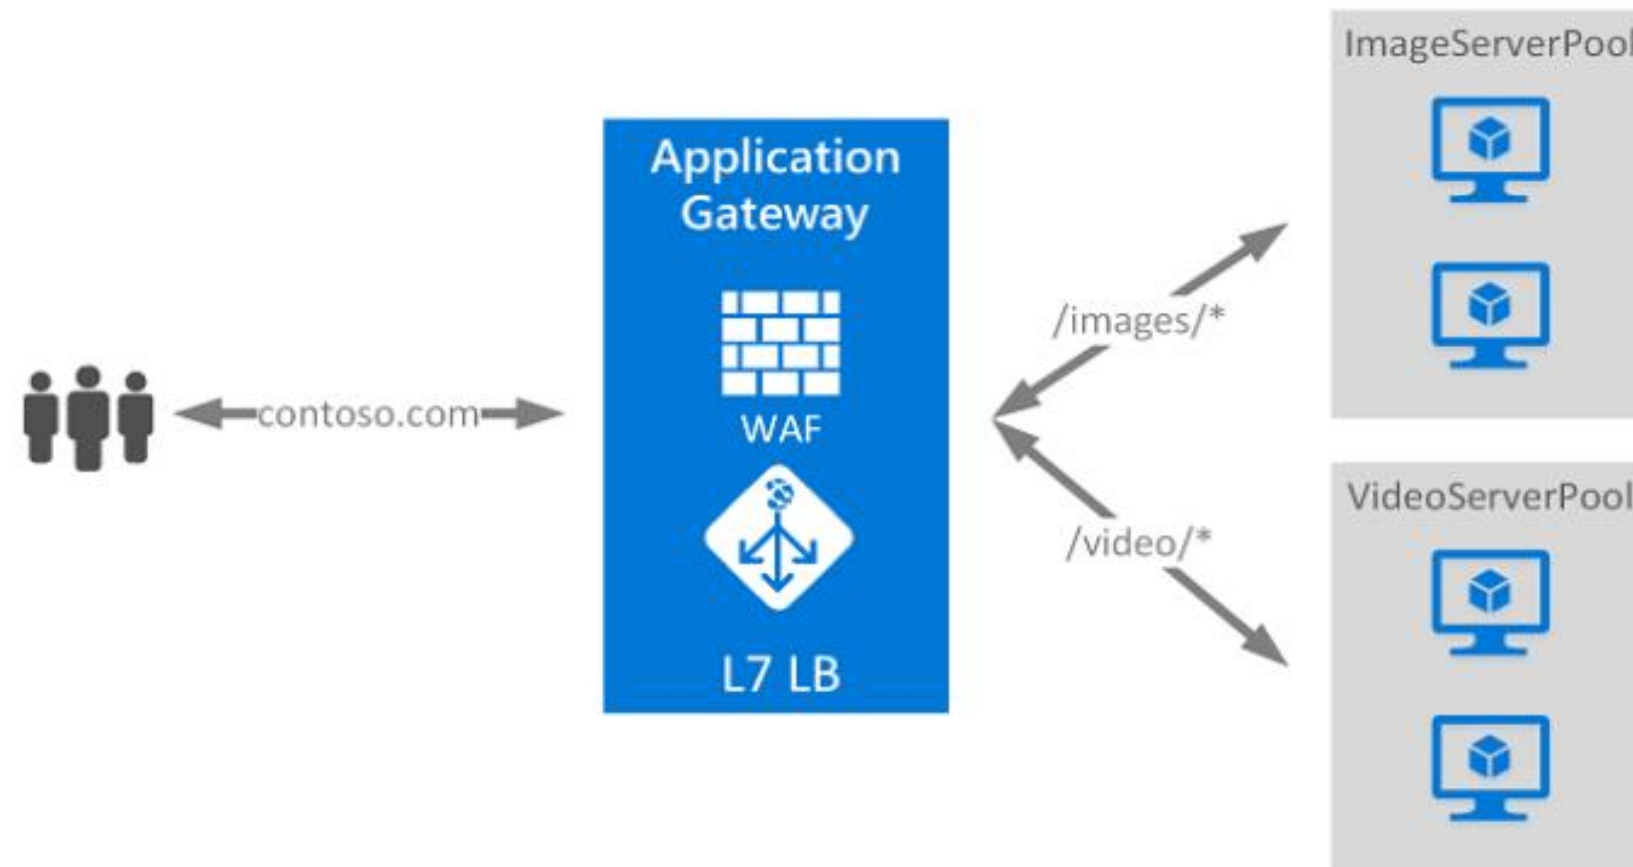 ImageServerPool
Application
Gateway
/images/*
contoso.com
WAF
VideoServerPool
/video/*
L7 LB